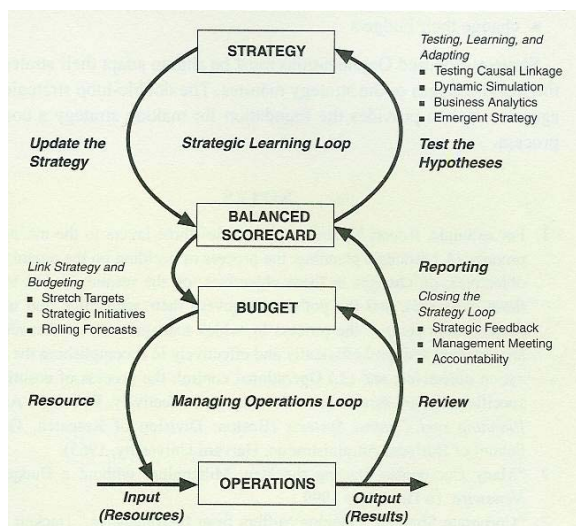 STRATEGY
Testing, Learning, and
Adapting
▪ Testing Causal Linkage
▪ Dynamic Simulation
▪ Business Analytics
▪ Emergent Strategy
Update the
Strategy
Strategic Learning Loop
Test the
Hypotheses
BALANCED
SCORECARD
Link Strategy and
Budgeting
▪ Stretch Targets
▪ Strategic Initiatives
▪ Rolling Forecasts
Reporting
BUDGET
Closing the
Strategy Loop
▪ Strategic Feedback
▪ Management Meeting
▪ Accountability
Resource
Managing Operations Loop
Review
OPERATIONS
Input
(Resources)
Output
(Results)